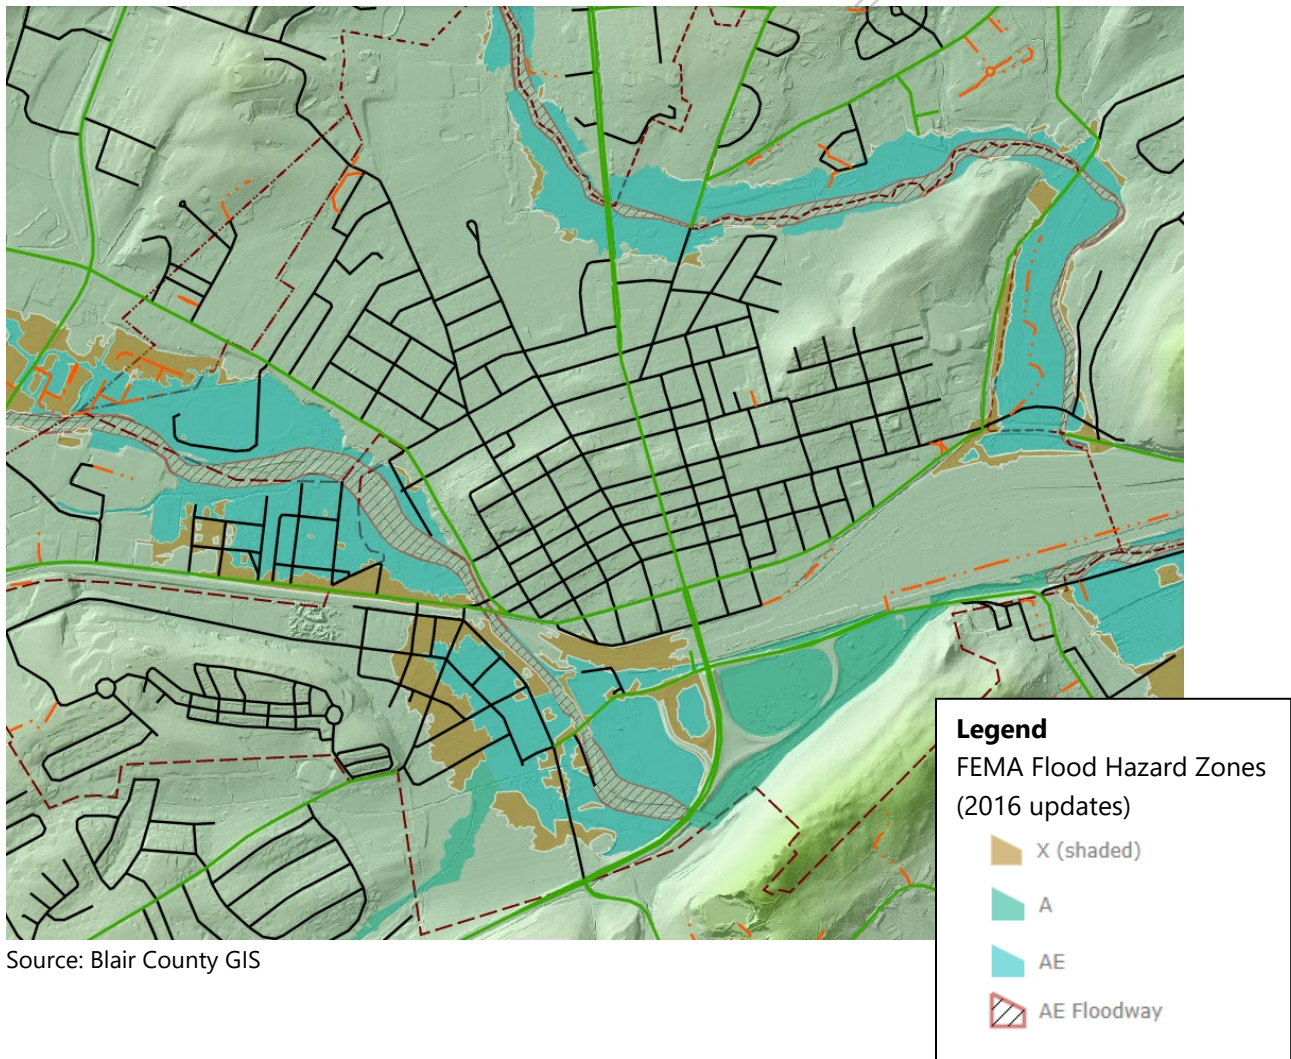 Legend
FEMA Flood Hazard Zones
(2016 updates)
X (shaded)
A
AE
AE Floodway
Source: Blair County GIS